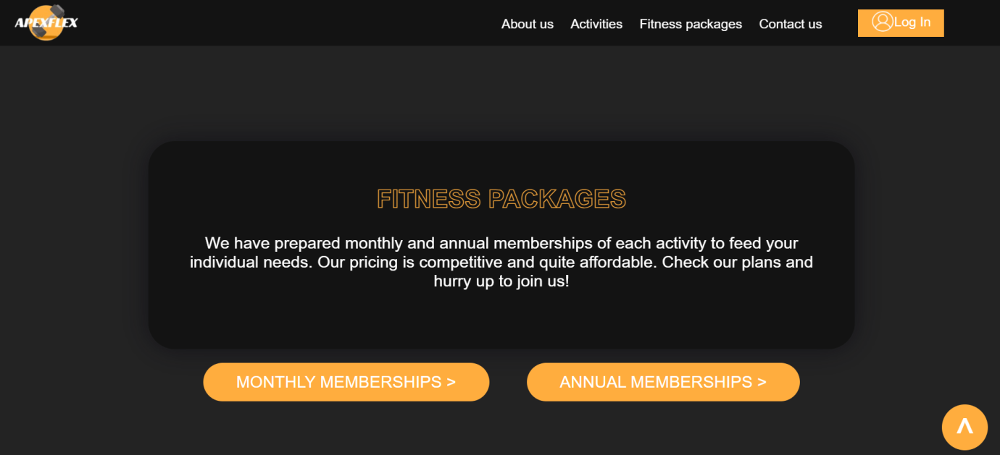 APEXFLEX
About us Activities Fitness packages Contact us Log In
FITNESS PACKAGES
We have prepared monthly and annual memberships of each activity to feed your
individual needs. Our pricing is competitive and quite affordable. Check our plans and
hurry up to join us!
MONTHLY MEMBERSHIPS > ANNUAL MEMBERSHIPS >